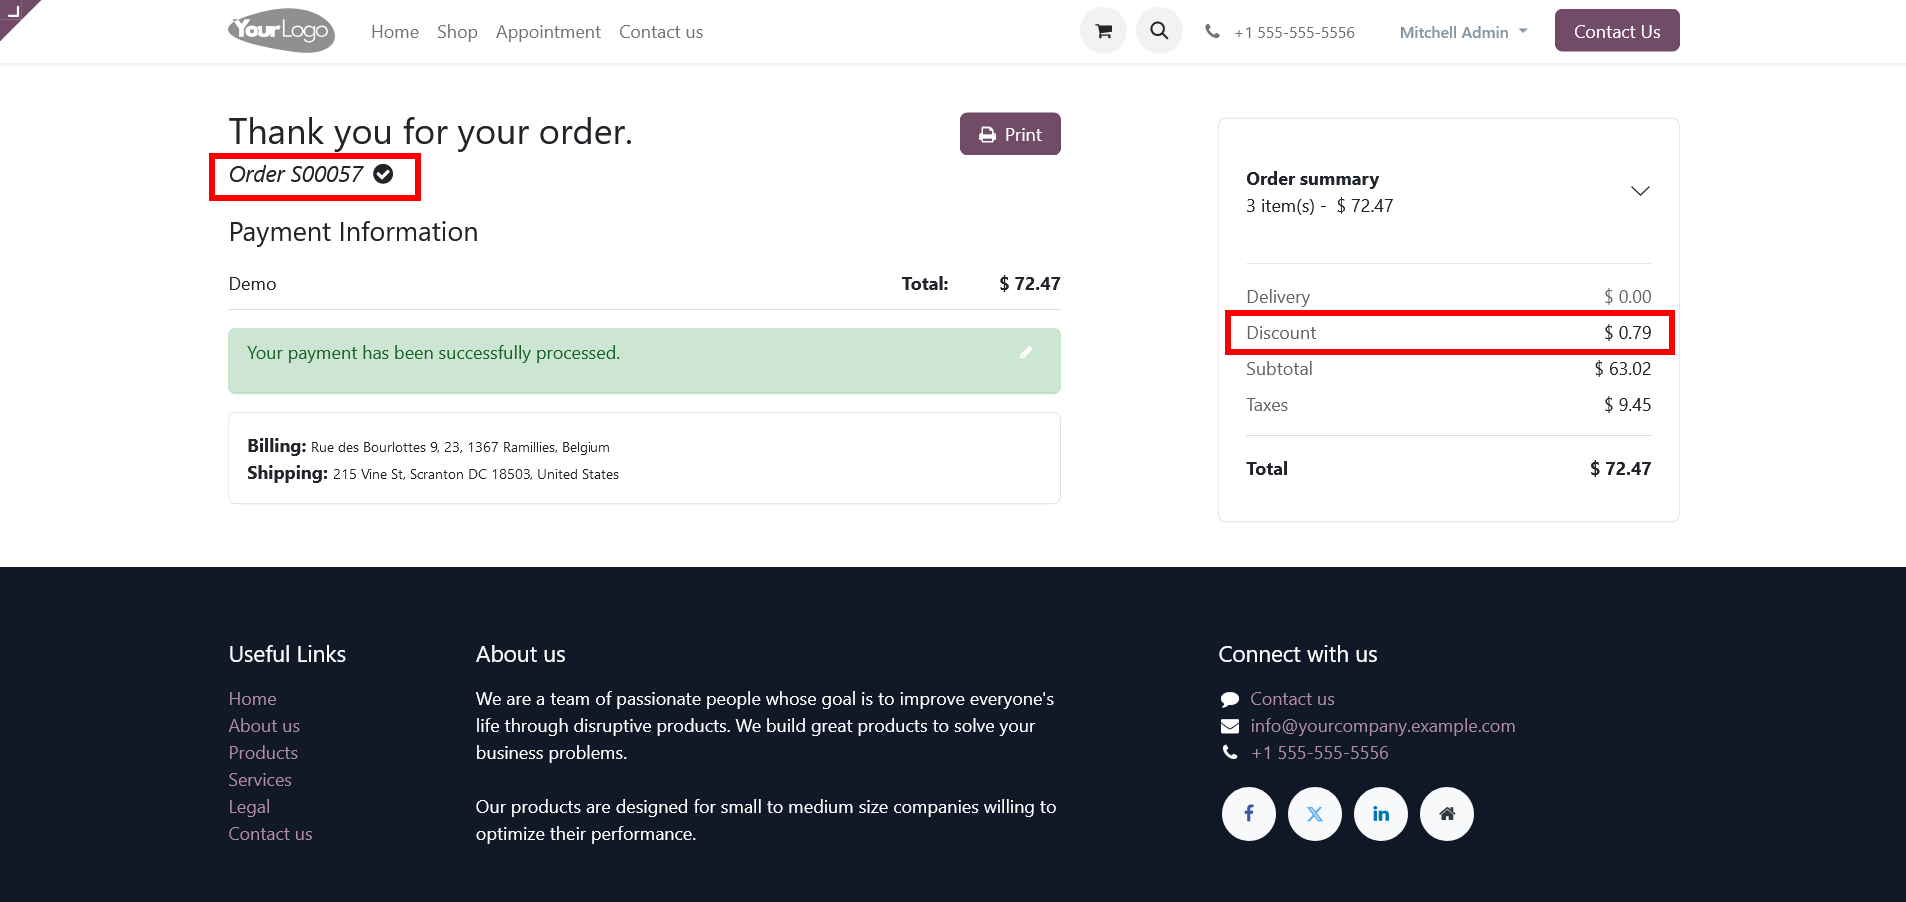 YourLogo
Home Shop Appointment Contact us
+1 555-555-5556
Mitchell Admin
Contact Us
Thank you for your order.
Print
Order S00057
Payment Information
Demo Total: $ 72.47
Your payment has been successfully processed.
Billing: Rue des Bourlottes 9, 23, 1367 Ramillies, Belgium
Shipping: 215 Vine St, Scranton DC 18503, United States
Order summary
3 item(s) - $ 72.47
Delivery $ 0.00
Discount $ 0.79
Subtotal $ 63.02
Taxes $ 9.45
Total $ 72.47
Useful Links
Home
About us
Products
Services
Legal
Contact us
About us
We are a team of passionate people whose goal is to improve everyone's
life through disruptive products. We build great products to solve your
business problems.
Our products are designed for small to medium size companies willing to
optimize their performance.
Connect with us
Contact us
info@yourcompany.example.com
+1 555-555-5556